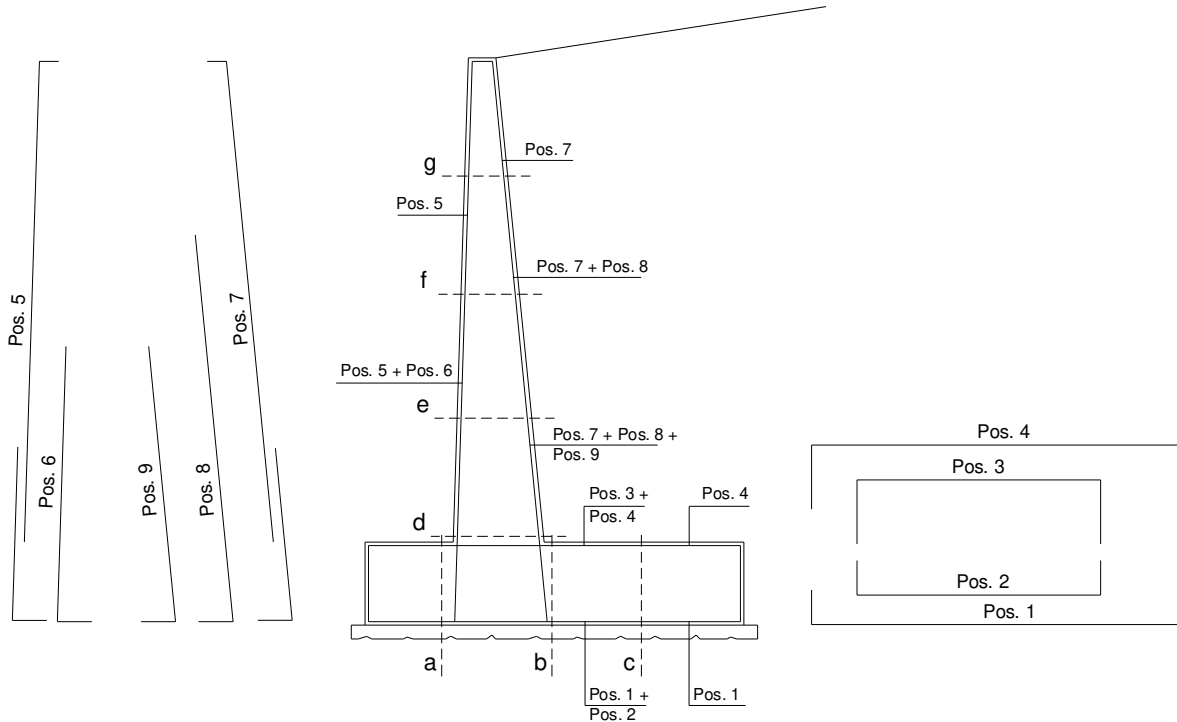 Pos. 5
Pos. 6
Pos. 9
Pos. 8
Pos. 7
g
Pos. 7
Pos. 5
f
Pos. 7 + Pos. 8
Pos. 5 + Pos. 6
e
Pos. 7 + Pos. 8 +
Pos. 9
d
Pos. 3 +
Pos. 4
Pos. 4
a
b
c
Pos. 1 +
Pos. 2
Pos. 1
Pos. 4
Pos. 3
Pos. 2
Pos. 1